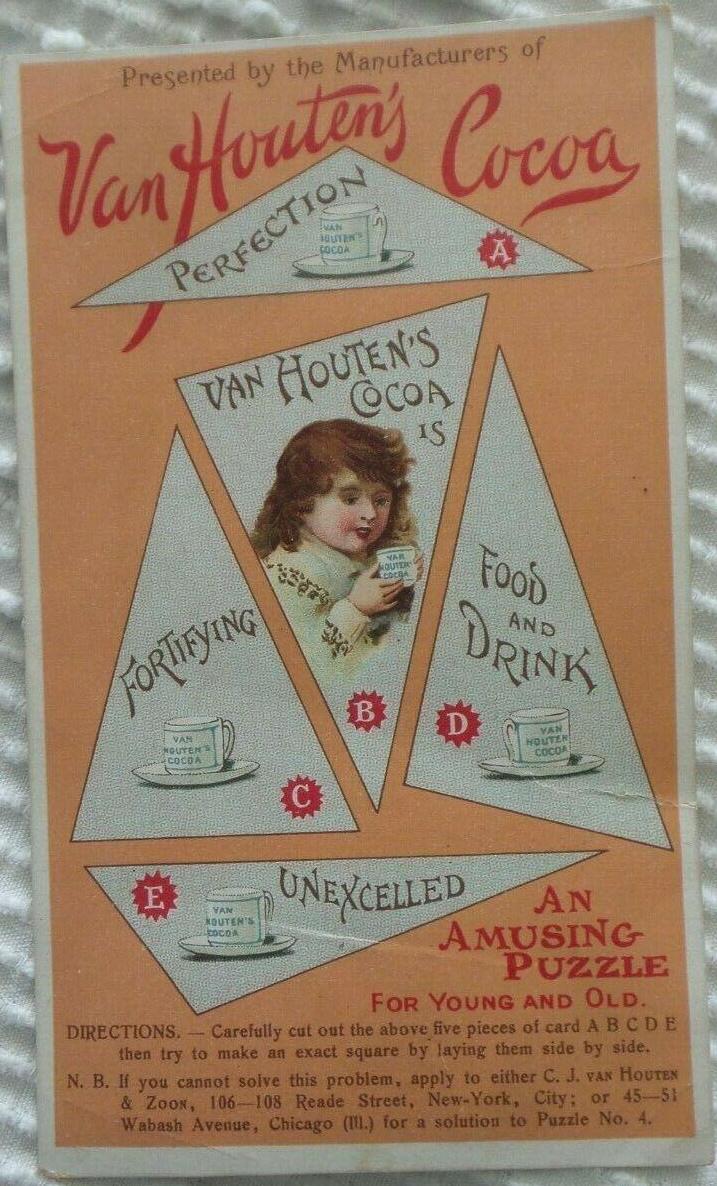 Presented by the Manufacturers of
Van Houten's Cocoa
PERFECTION
VAN
HOUTEN'S
COCOA
A
VAN HOUTEN'S
COCOA
IS
VAN
HOUTEN'S
COCOA
B
FORTIFYING
VAN
HOUTEN'S
COCOA
C
FOOD
AND
DRINK
D
VAN
HOUTEN
COCOA
E
UNEXCELLED
VAN
HOUTEN'S
COCOA
AN
AMUSING
PUZZLE
FOR YOUNG AND OLD.
DIRECTIONS. — Carefully cut out the above five pieces of card A B C D E
then try to make an exact square by laying them side by side.
N. B. If you cannot solve this problem, apply to either C. J. VAN HOUTEN
& ZOON, 106—108 Reade Street, New-York, City; or 45—51
Wabash Avenue, Chicago (Ill.) for a solution to Puzzle No. 4.